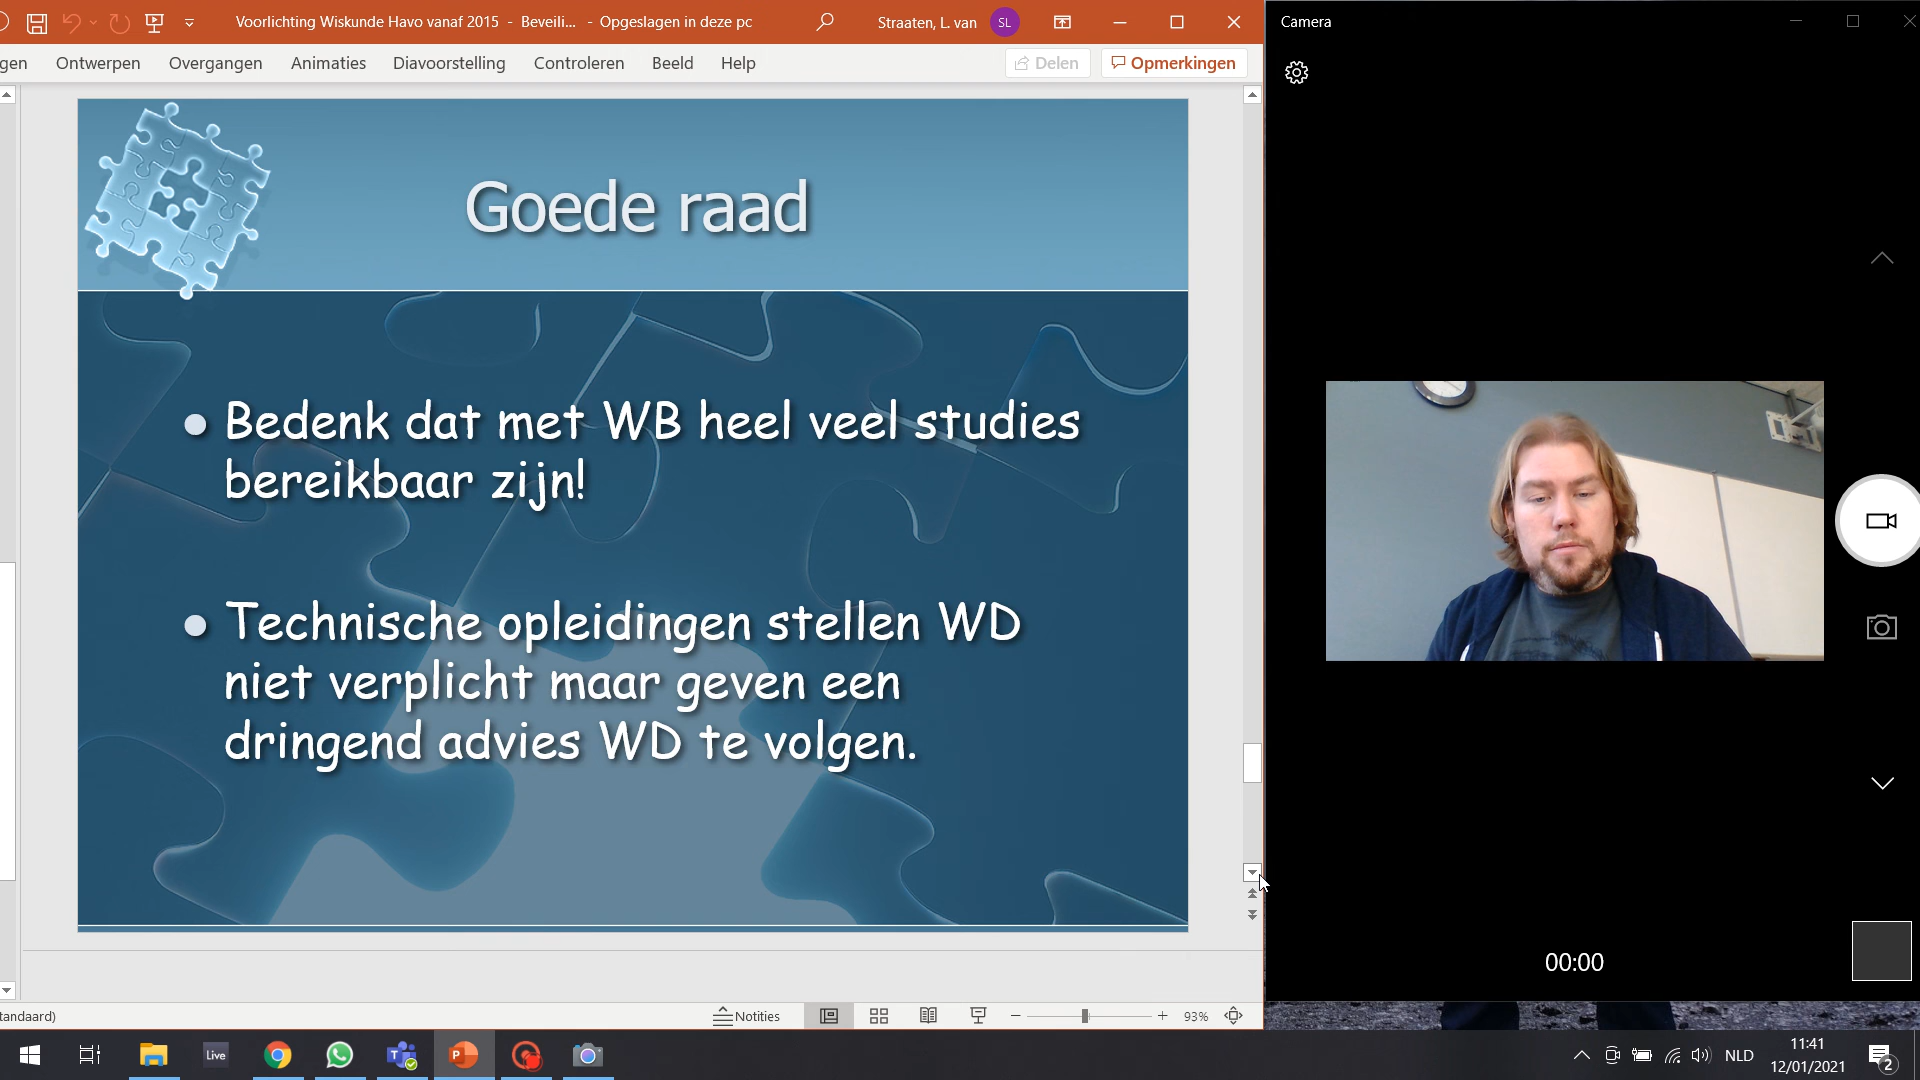 Voorlichting Wiskunde Havo vanaf 2015 - Beveili... - Opgeslagen in deze pc
Straaten, L. van
SL
Camera
gen
Ontwerpen
Overgangen
Animaties
Diavoorstelling
Controleren
Beeld
Help
Delen
Opmerkingen
Goede raad
Bedenk dat met WB heel veel studies
bereikbaar zijn!
Technische opleidingen stellen WD
niet verplicht maar geven een
dringend advies WD te volgen.
00:00
tandaard)
Notities
93%
Live
NLD
11:41
12/01/2021
2